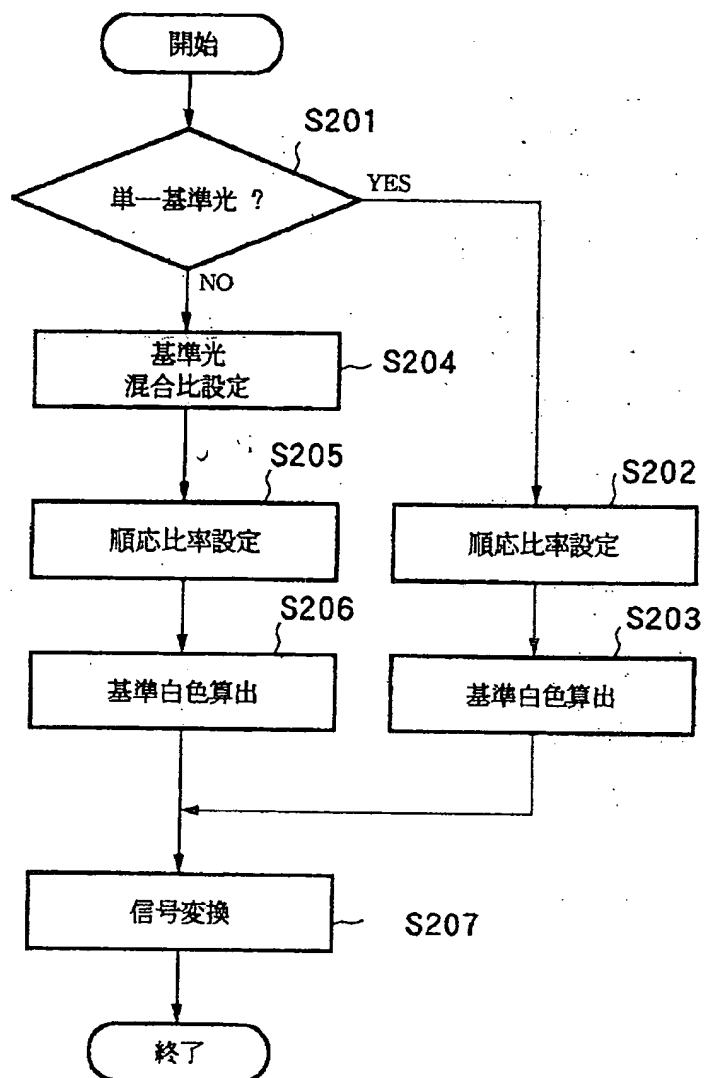 開始
S201
単一基準光 ?
YES
NO
基準光
混合比設定
S204
S205
順応比率設定
S202
順応比率設定
S206
基準白色算出
S203
基準白色算出
信号変換
S207
終了